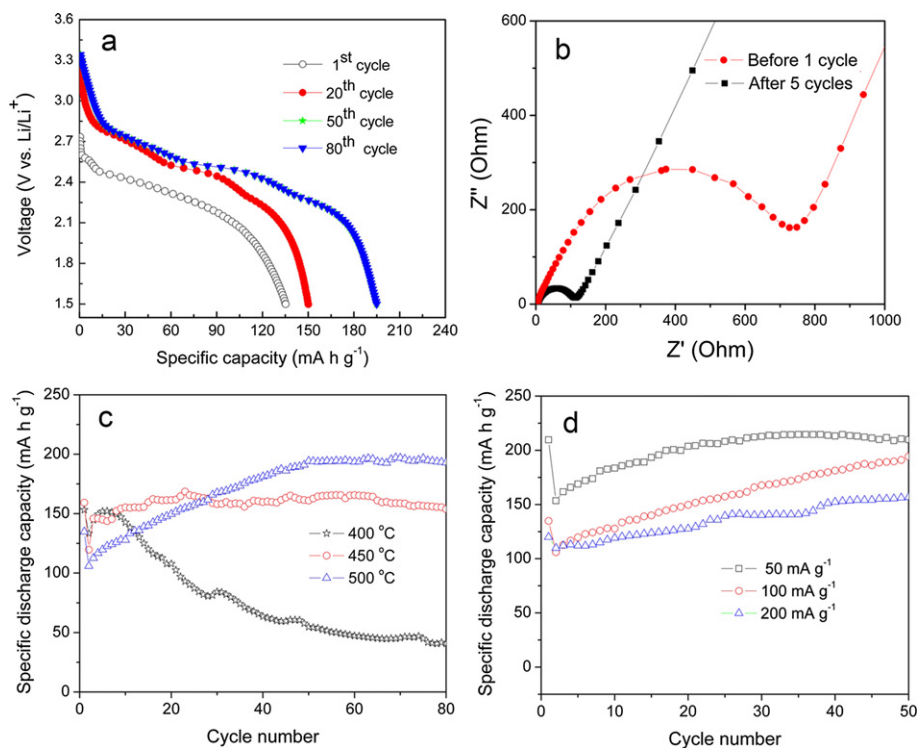 a
1st cycle
20th cycle
50th cycle
80th cycle
Voltage (V vs. Li/Li+)
3.6
3.3
3.0
2.7
2.4
2.1
1.8
1.5
0 30 60 90 120 150 180 210 240
Specific capacity (mA h g-1)
b
Before 1 cycle
After 5 cycles
Z'' (Ohm)
600
400
200
0
0 200 400 600 800 1000
Z' (Ohm)
c
400 °C
450 °C
500 °C
Specific discharge capacity (mA h g-1)
250
200
150
100
50
0
0 20 40 60 80
Cycle number
d
50 mA g-1
100 mA g-1
200 mA g-1
Specific discharge capacity (mA h g-1)
250
200
150
100
50
0
0 10 20 30 40 50
Cycle number